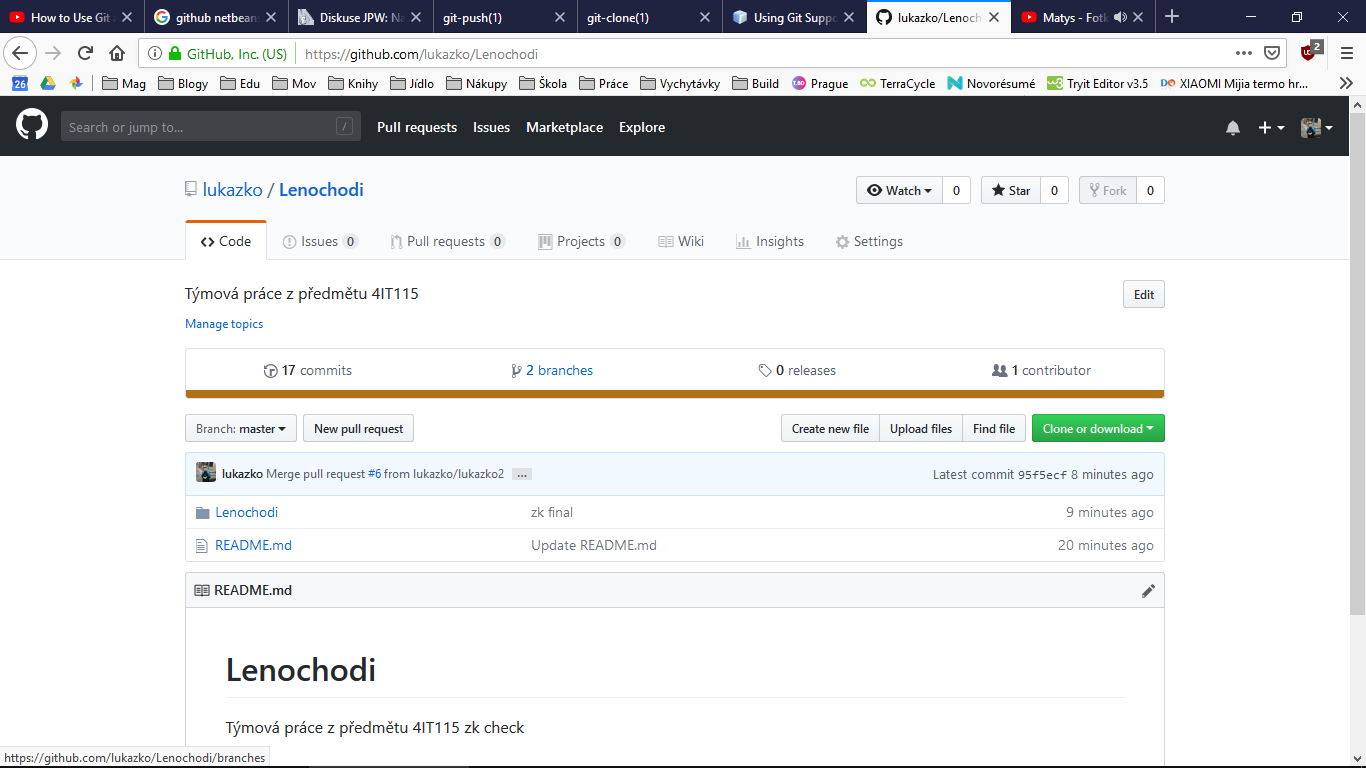 How to Use Git a
github netbeans
Diskuse JPW: Na
git-push(1)
git-clone(1)
Using Git Suppo
lukazko/Lenoch
Matys - Fotk
GitHub, Inc. (US)
https://github.com/lukazko/Lenochodi
2
26
Mag
Blogy
Edu
Mov
Knihy
Jídlo
Nákupy
Škola
Práce
Vychytávky
Build
Prague
TerraCycle
Novorésumé
Tryit Editor v3.5
XIAOMI Mijia termo hr...
Search or jump to...
/
Pull requests
Issues
Marketplace
Explore
lukazko / Lenochodi
Watch 0
Star 0
Fork 0
Code
Issues 0
Pull requests 0
Projects 0
Wiki
Insights
Settings
Týmová práce z předmětu 4IT115
Edit
Manage topics
17 commits
2 branches
0 releases
1 contributor
Branch: master
New pull request
Create new file
Upload files
Find file
Clone or download
lukazko Merge pull request #6 from lukazko/lukazko2 ...
Latest commit 95f5ecf 8 minutes ago
Lenochodi
zk final
9 minutes ago
README.md
Update README.md
20 minutes ago
README.md
Lenochodi
Týmová práce z předmětu 4IT115 zk check
https://github.com/lukazko/Lenochodi/branches